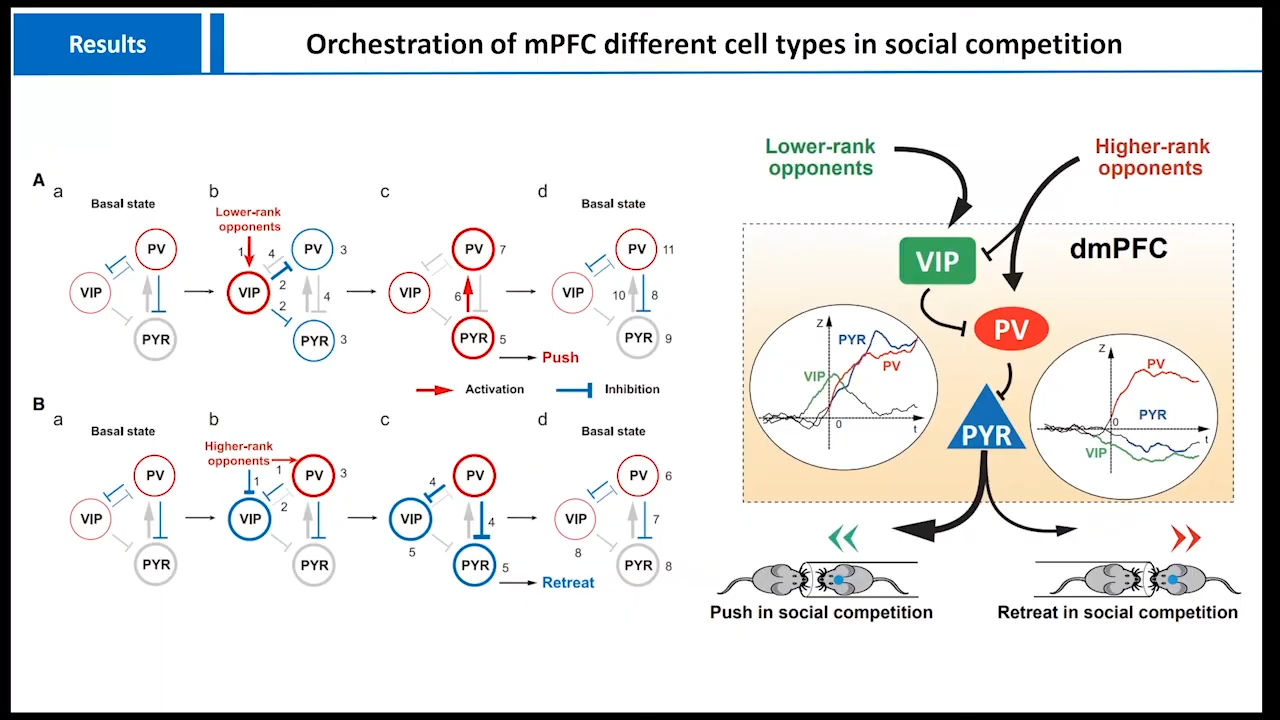 Results
Orchestration of mPFC different cell types in social competition
A
a
Basal state
PV
VIP
PYR
b
Lower-rank
opponents
1
4
PV
3
VIP
2
2
4
PYR
3
c
PV
7
VIP
6
PYR
5
Push
d
Basal state
PV
11
VIP
10
8
PYR
9
Activation
Inhibition
B
a
Basal state
PV
VIP
PYR
b
Higher-rank
opponents
1
1
PV
3
VIP
2
PYR
c
4
PV
VIP
4
5
PYR
5
Retreat
d
Basal state
PV
6
VIP
7
8
PYR
8
Lower-rank
opponents
Higher-rank
opponents
dmPFC
VIP
PV
PYR
Z
PYR
PV
VIP
0
t
Z
PV
PYR
0
t
VIP
Push in social competition
Retreat in social competition